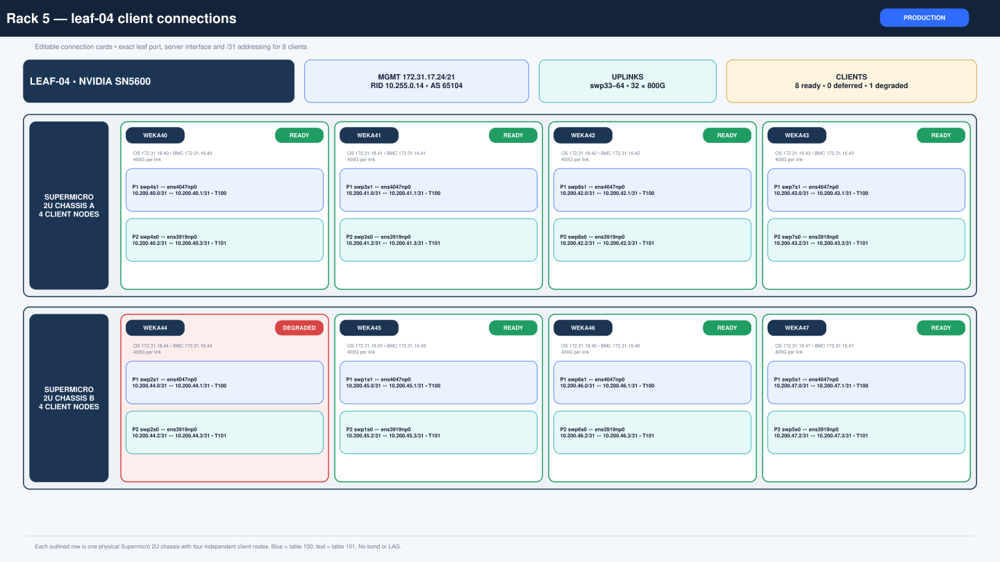 Rack 5 — leaf-04 client connections
PRODUCTION
Editable connection cards • exact leaf port, server interface and /31 addressing for 8 clients
LEAF-04 • NVIDIA SN5600
MGMT 172.31.17.24/21
RID 10.255.0.14 • AS 65104
UPLINKS
swp33–64 • 32 × 800G
CLIENTS
8 ready • 0 deferred • 1 degraded
SUPERMICRO
2U CHASSIS A
4 CLIENT NODES
WEKA40
READY
OS 172.31.18.40 • BMC 172.31.16.40
400G per link
P1 swp4s1 ↔ ens4047np0
10.200.40.0/31 ↔ 10.200.40.1/31 • T100
P2 swp4s0 ↔ ens3919np0
10.200.40.2/31 ↔ 10.200.40.3/31 • T101
WEKA41
READY
OS 172.31.18.41 • BMC 172.31.16.41
400G per link
P1 swp3s1 ↔ ens4047np0
10.200.41.0/31 ↔ 10.200.41.1/31 • T100
P2 swp3s0 ↔ ens3919np0
10.200.41.2/31 ↔ 10.200.41.3/31 • T101
WEKA42
READY
OS 172.31.18.42 • BMC 172.31.16.42
400G per link
P1 swp8s1 ↔ ens4047np0
10.200.42.0/31 ↔ 10.200.42.1/31 • T100
P2 swp8s0 ↔ ens3919np0
10.200.42.2/31 ↔ 10.200.42.3/31 • T101
WEKA43
READY
OS 172.31.18.43 • BMC 172.31.16.43
400G per link
P1 swp7s1 ↔ ens4047np0
10.200.43.0/31 ↔ 10.200.43.1/31 • T100
P2 swp7s0 ↔ ens3919np0
10.200.43.2/31 ↔ 10.200.43.3/31 • T101
SUPERMICRO
2U CHASSIS B
4 CLIENT NODES
WEKA44
DEGRADED
OS 172.31.18.44 • BMC 172.31.16.44
400G per link
P1 swp2s1 ↔ ens4047np0
10.200.44.0/31 ↔ 10.200.44.1/31 • T100
P2 swp2s0 ↔ ens3919np0
10.200.44.2/31 ↔ 10.200.44.3/31 • T101
WEKA45
READY
OS 172.31.18.45 • BMC 172.31.16.45
400G per link
P1 swp1s1 ↔ ens4047np0
10.200.45.0/31 ↔ 10.200.45.1/31 • T100
P2 swp1s0 ↔ ens3919np0
10.200.45.2/31 ↔ 10.200.45.3/31 • T101
WEKA46
READY
OS 172.31.18.46 • BMC 172.31.16.46
400G per link
P1 swp6s1 ↔ ens4047np0
10.200.46.0/31 ↔ 10.200.46.1/31 • T100
P2 swp6s0 ↔ ens3919np0
10.200.46.2/31 ↔ 10.200.46.3/31 • T101
WEKA47
READY
OS 172.31.18.47 • BMC 172.31.16.47
400G per link
P1 swp5s1 ↔ ens4047np0
10.200.47.0/31 ↔ 10.200.47.1/31 • T100
P2 swp5s0 ↔ ens3919np0
10.200.47.2/31 ↔ 10.200.47.3/31 • T101
Each outlined row is one physical Supermicro 2U chassis with four independent client nodes. Blue = table 100; teal = table 101. No bond or LAG.